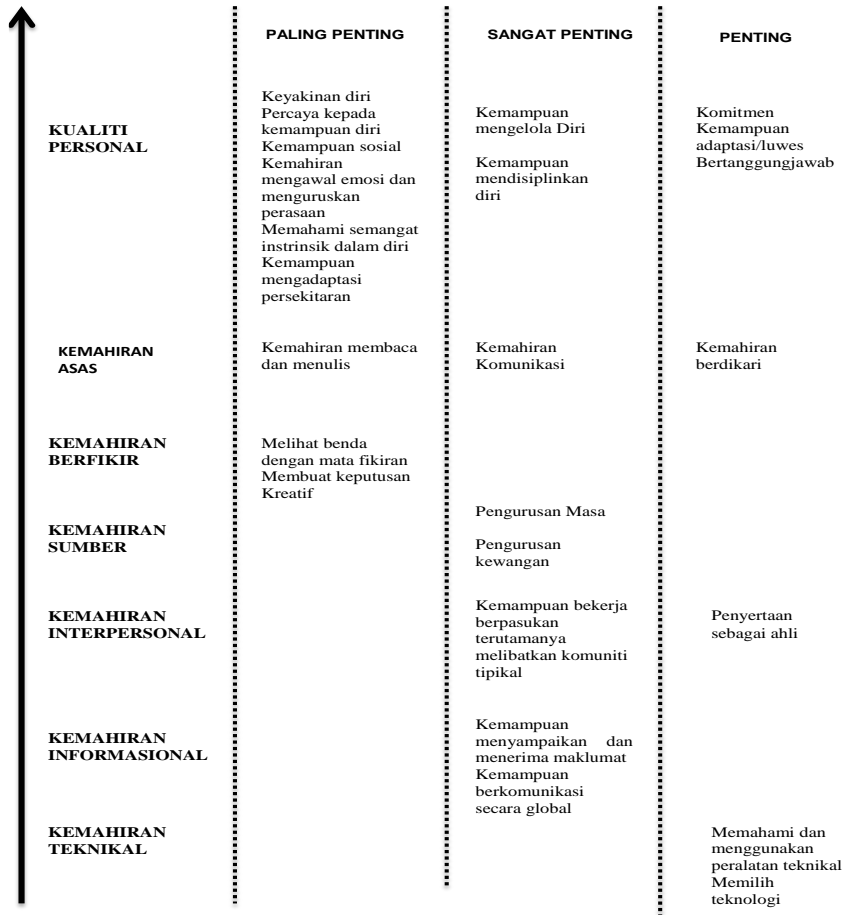 PALING PENTING
SANGAT PENTING
PENTING
KUALITI
PERSONAL
Keyakinan diri
Percaya kepada
kemampuan diri
Kemampuan sosial
Kemahiran
mengawal emosi dan
menguruskan
perasaan
Memahami semangat
instrinsik dalam diri
Kemampuan
mengadaptasi
persekitaran
Kemampuan
mengelola Diri
Kemampuan
mendisiplinkan
diri
Komitmen
Kemampuan
adaptasi/luwes
Bertanggungjawab
KEMAHIRAN
ASAS
Kemahiran membaca
dan menulis
Kemahiran
Komunikasi
Kemahiran
berdikari
KEMAHIRAN
BERFIKIR
Melihat benda
dengan mata fikiran
Membuat keputusan
Kreatif
KEMAHIRAN
SUMBER
Pengurusan Masa
Pengurusan
kewangan
KEMAHIRAN
INTERPERSONAL
Kemampuan bekerja
berpasukan
terutamanya
melibatkan komuniti
tipikal
Penyertaan
sebagai ahli
KEMAHIRAN
INFORMASIONAL
Kemampuan
menyampaikan dan
menerima maklumat
Kemampuan
berkomunikasi
secara global
KEMAHIRAN
TEKNIKAL
Memahami dan
menggunakan
peralatan teknikal
Memilih
teknologi